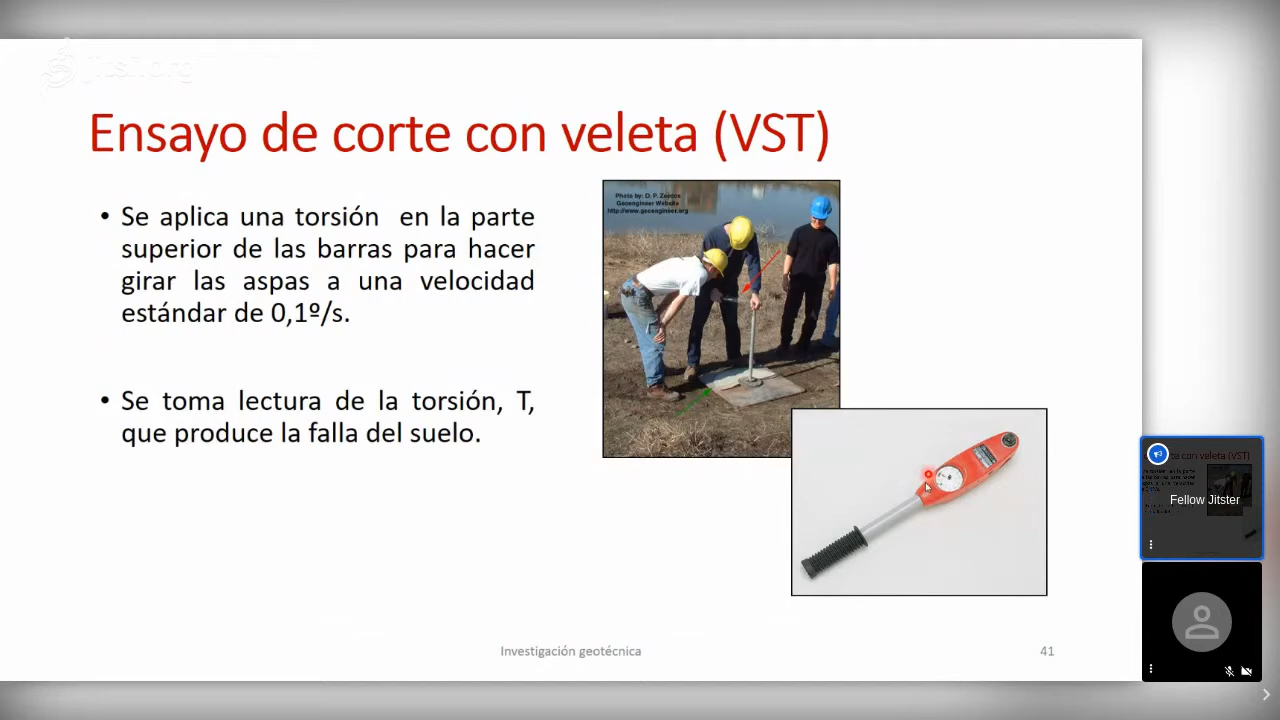 jitsi.org
Ensayo de corte con veleta (VST)
• Se aplica una torsión en la parte
superior de las barras para hacer
girar las aspas a una velocidad
estándar de 0,1º/s.
• Se toma lectura de la torsión, T,
que produce la falla del suelo.
Photo by: D. P. Zekkos
Geoengineer Website
http://www.geoengineer.org
Fellow Jitster
Investigación geotécnica
41